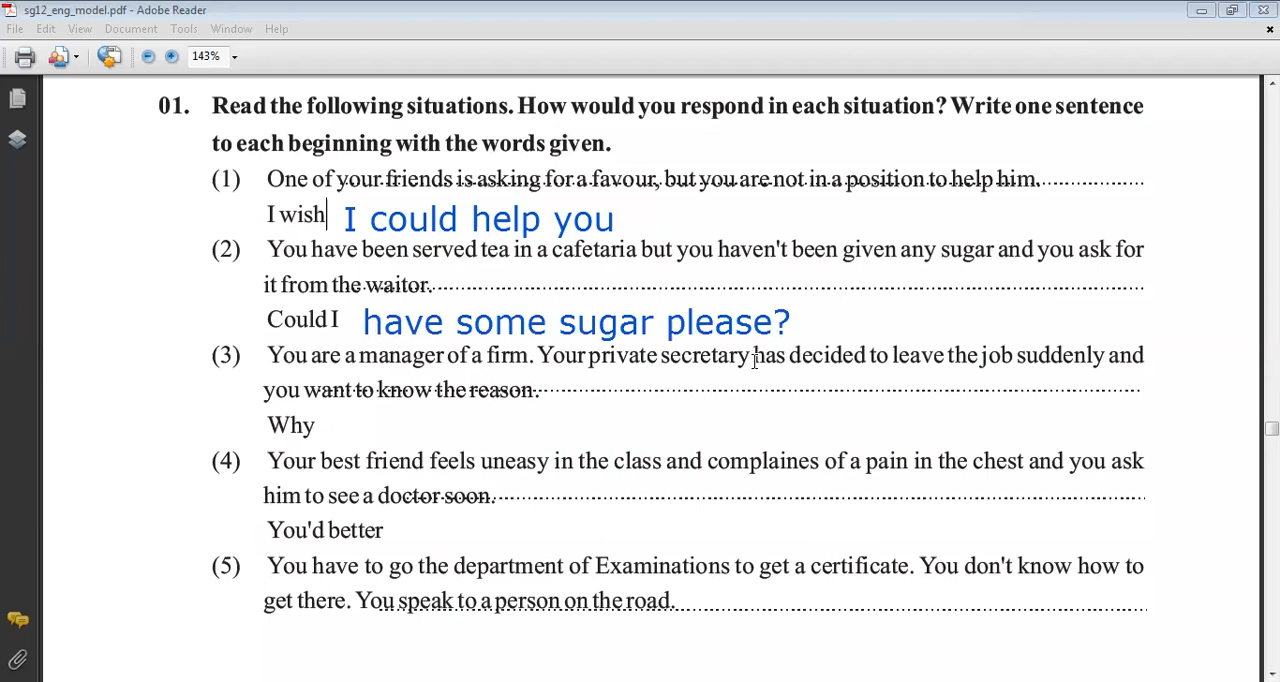 sg12_eng_model.pdf - Adobe Reader
File Edit View Document Tools Window Help
143%
01. Read the following situations. How would you respond in each situation? Write one sentence
to each beginning with the words given.
(1) One of your friends is asking for a favour, but you are not in a position to help him.
I wish I could help you
(2) You have been served tea in a cafetaria but you haven't been given any sugar and you ask for
it from the waitor.
Could I have some sugar please?
(3) You are a manager of a firm. Your private secretary has decided to leave the job suddenly and
you want to know the reason.
Why
(4) Your best friend feels uneasy in the class and complaines of a pain in the chest and you ask
him to see a doctor soon.
You'd better
(5) You have to go the department of Examinations to get a certificate. You don't know how to
get there. You speak to a person on the road.